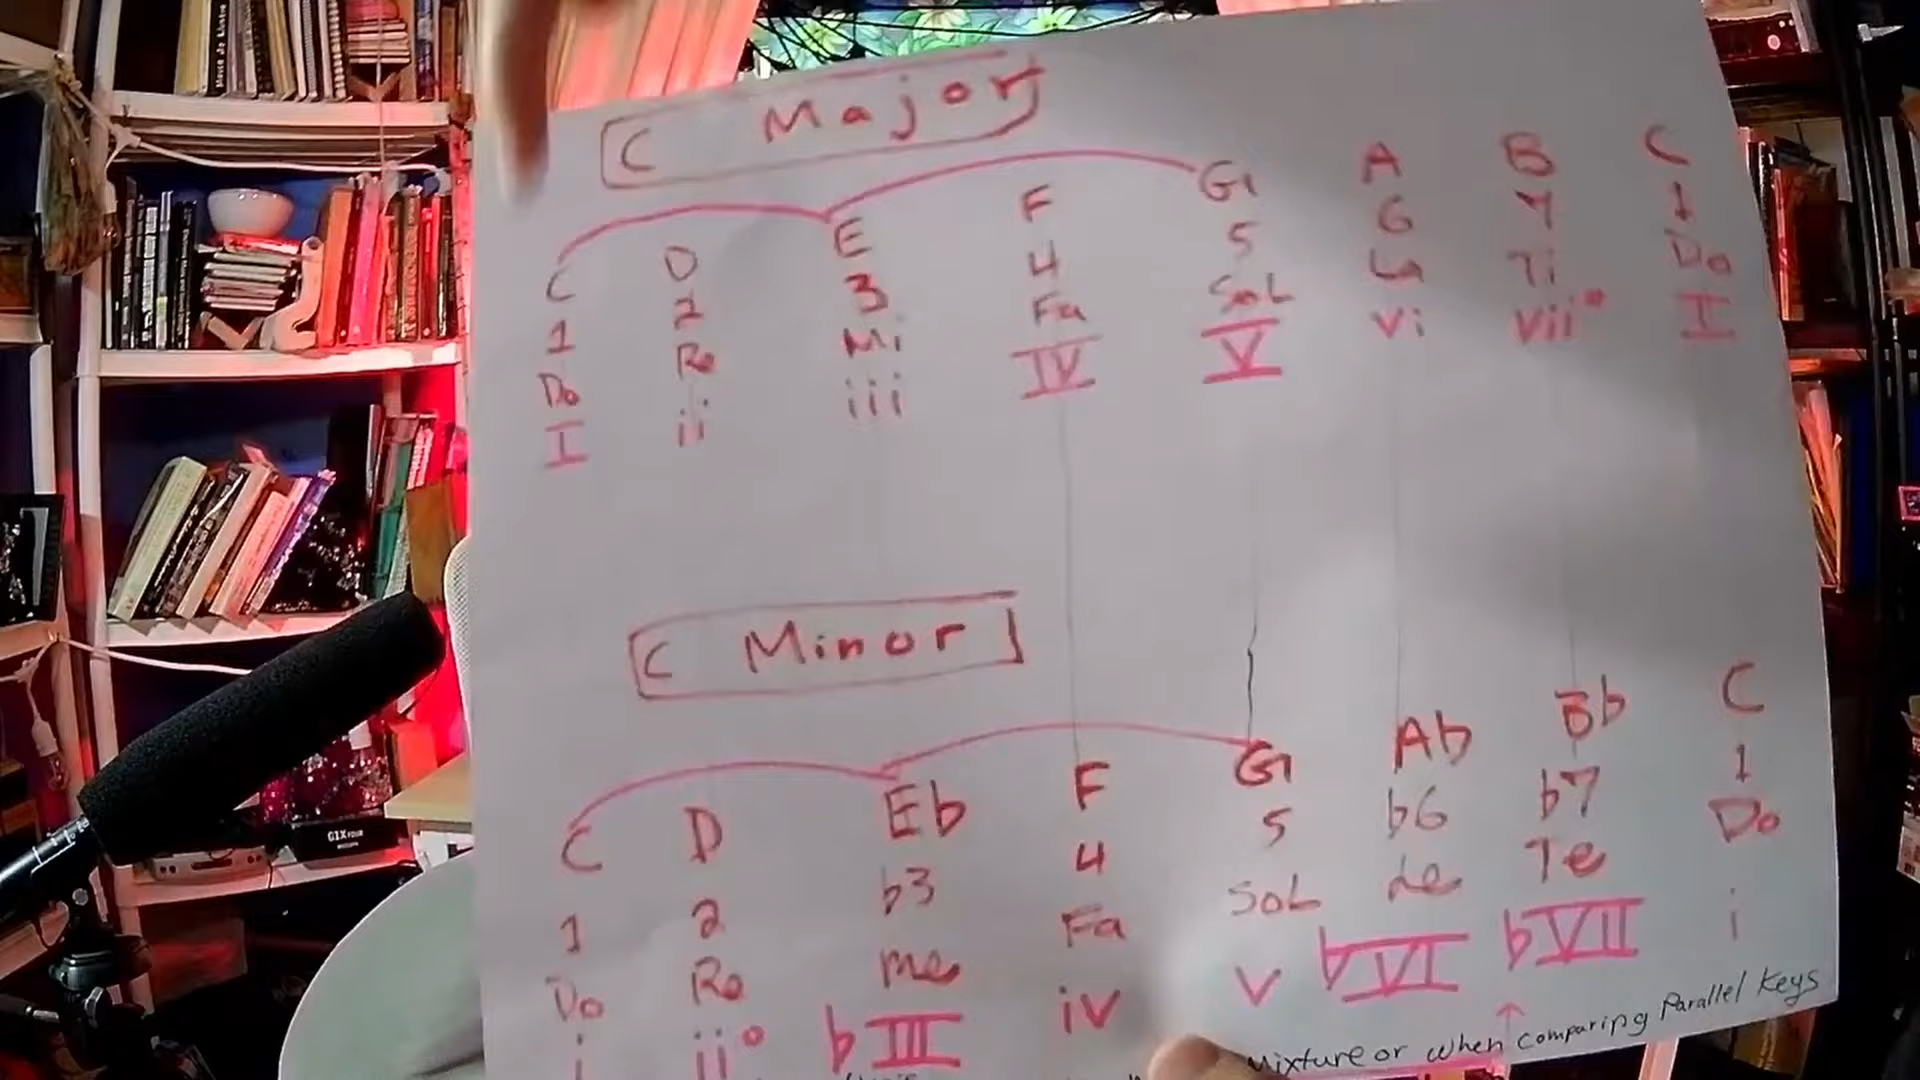 C Major
C D E F G A B C
1 2 3 4 5 6 7 1
Do Re Mi Fa SoL La Ti Do
I ii iii IV V vi vii° I
C Minor
C D Eb F G Ab Bb C
1 2 b3 4 5 b6 b7 1
Do Re me Fa SoL Le Te Do
i ii° bIII iv v bVI bVII i
Mixture or when comparing Parallel Keys